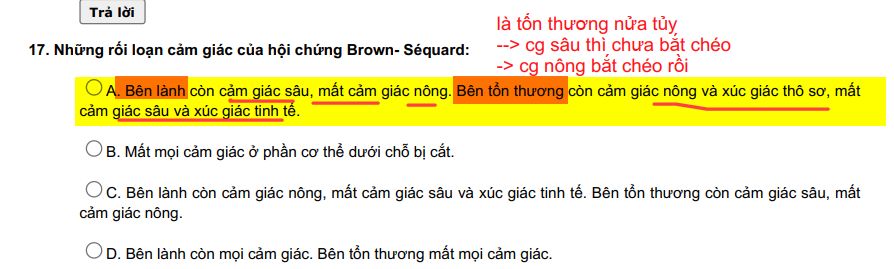 Trả lời
là tổn thương nửa tủy
17. Những rối loạn cảm giác của hội chứng Brown- Séquard:
--> cg sâu thì chưa bắt chéo
-> cg nông bắt chéo rồi
A. Bên lành còn cảm giác sâu, mất cảm giác nông. Bên tổn thương còn cảm giác nông và xúc giác thô sơ, mất
cảm giác sâu và xúc giác tinh tế.
B. Mất mọi cảm giác ở phần cơ thể dưới chỗ bị cắt.
C. Bên lành còn cảm giác nông, mất cảm giác sâu và xúc giác tinh tế. Bên tổn thương còn cảm giác sâu, mất
cảm giác nông.
D. Bên lành còn mọi cảm giác. Bên tổn thương mất mọi cảm giác.